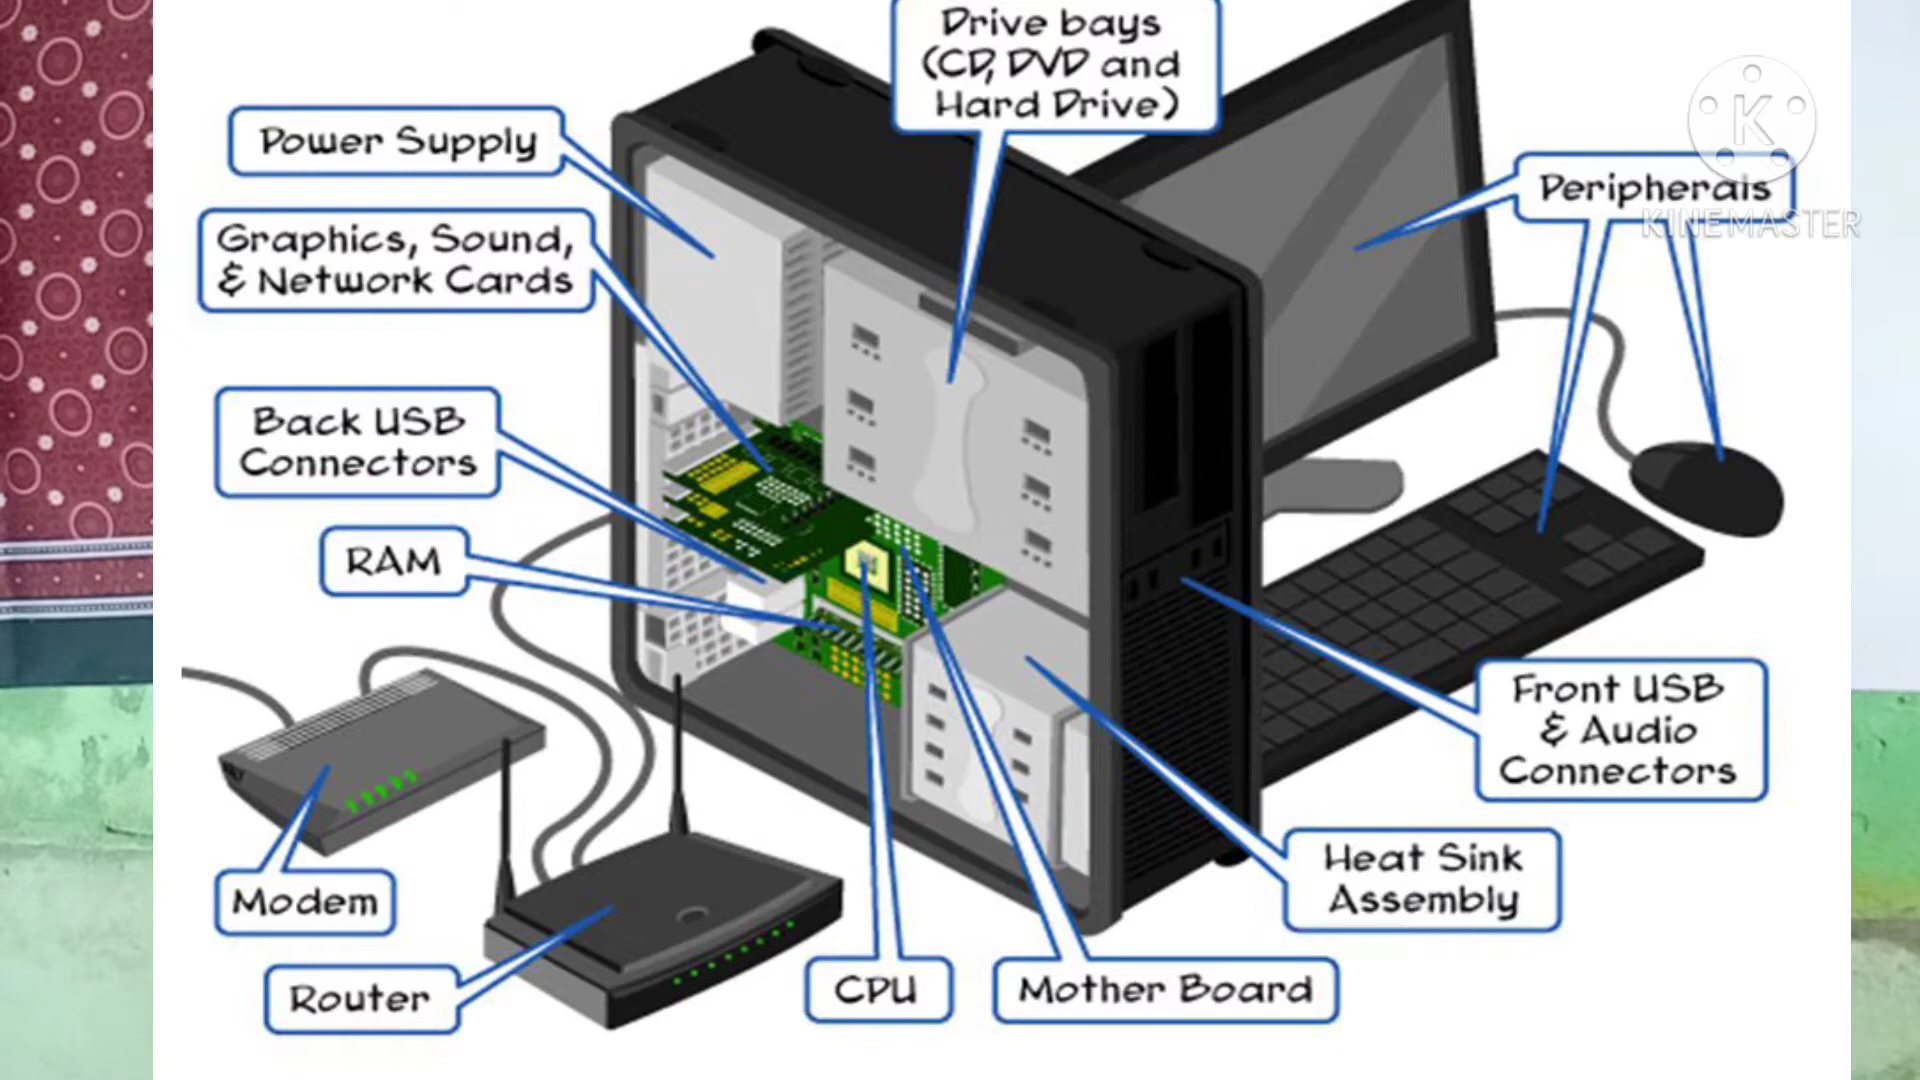 Drive bays
(CD, DVD and
Hard Drive)
Power Supply
Peripherals
KINEMASTER
Graphics, Sound,
& Network Cards
Back USB
Connectors
RAM
Front USB
& Audio
Connectors
Heat Sink
Assembly
Modem
Router
CPU
Mother Board